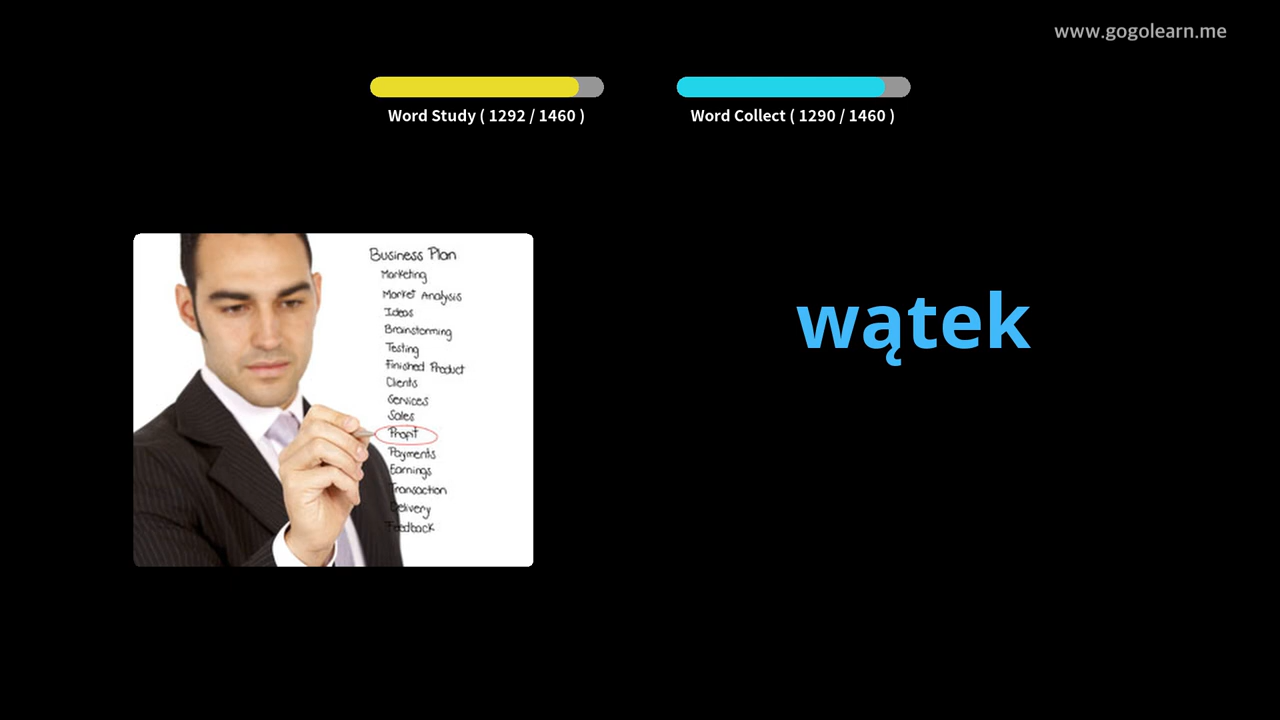 www.gogolearn.me
Word Study ( 1292 / 1460 )
Word Collect ( 1290 / 1460 )
Business Plan
Marketing
Market Analysis
Ideas
Brainstorming
Testing
Finished Product
Clients
Services
Sales
Profit
Payments
Earnings
Transaction
Delivery
Feedback
wątek